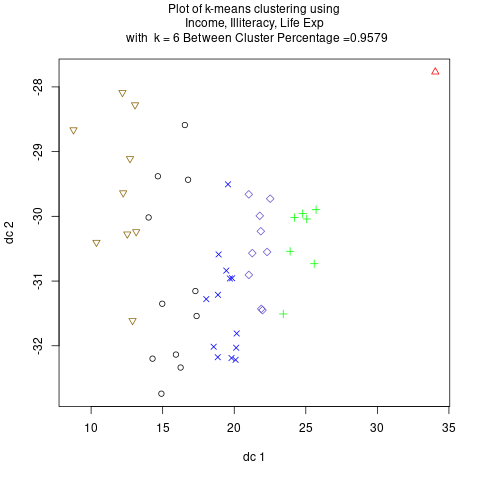 Plot of k-means clustering using
Income, Illiteracy, Life Exp
with k = 6 Between Cluster Percentage =0.9579
-28
-29
-30
-31
-32
dc 2
10 15 20 25 30 35
dc 1